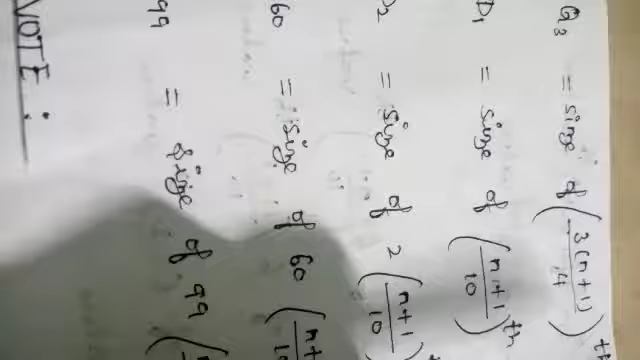 Q₃ = size of (3(n+1)/4)th
D₁ = size of (n+1/10)th
D₂ = size of 2 (n+1/10)
60 = size of 60 (n+
99 = size of 99 (
NOTE :